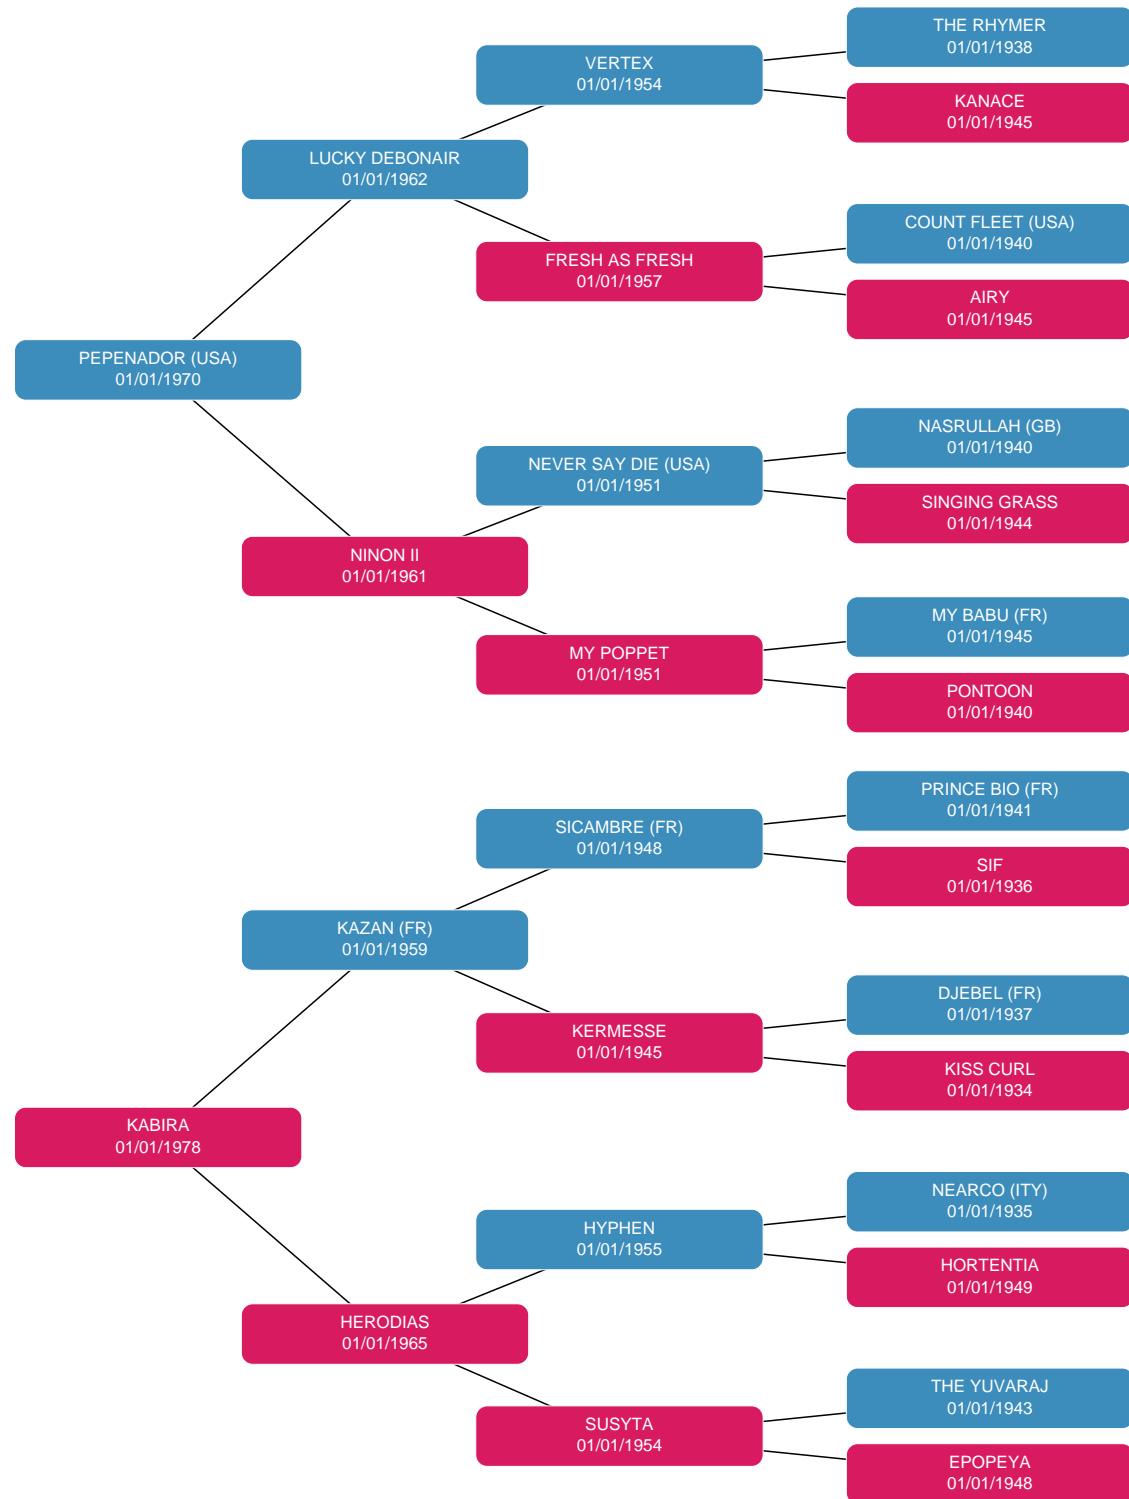 THE RHYMER
01/01/1938
VERTEX
01/01/1954
KANACE
01/01/1945
LUCKY DEBONAIR
01/01/1962
COUNT FLEET (USA)
01/01/1940
FRESH AS FRESH
01/01/1957
AIRY
01/01/1945
PEPENADOR (USA)
01/01/1970
NASRULLAH (GB)
01/01/1940
NEVER SAY DIE (USA)
01/01/1951
SINGING GRASS
01/01/1944
NINON II
01/01/1961
MY BABU (FR)
01/01/1945
MY POPPET
01/01/1951
PONTOON
01/01/1940
PRINCE BIO (FR)
01/01/1941
SICAMBRE (FR)
01/01/1948
SIF
01/01/1936
KAZAN (FR)
01/01/1959
DJEBEL (FR)
01/01/1937
KERMESSE
01/01/1945
KISS CURL
01/01/1934
KABIRA
01/01/1978
NEARCO (ITY)
01/01/1935
HYPHEN
01/01/1955
HORTENTIA
01/01/1949
HERODIAS
01/01/1965
THE YUVARAJ
01/01/1943
SUSYTA
01/01/1954
EPOPEYA
01/01/1948